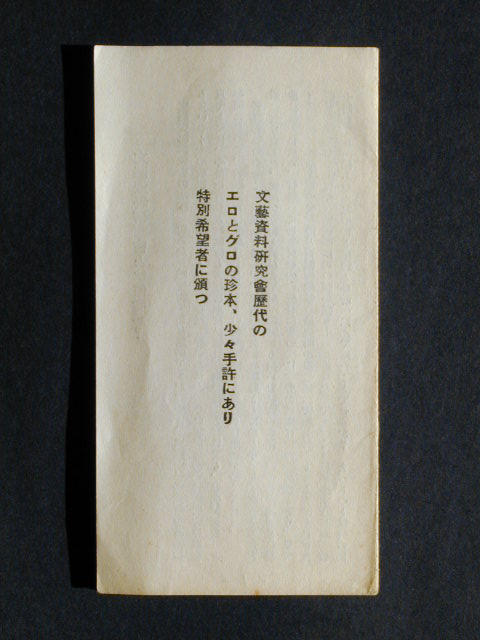 文藝資料研究會歷代の
エロとグロの珍本、少々手許にあり
特別希望者に頒つ